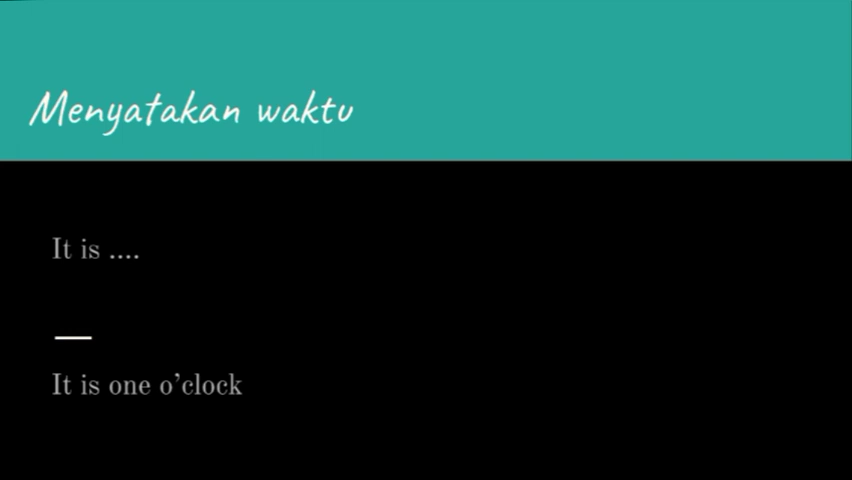 Menyatakan waktu
It is ....
It is one o’clock